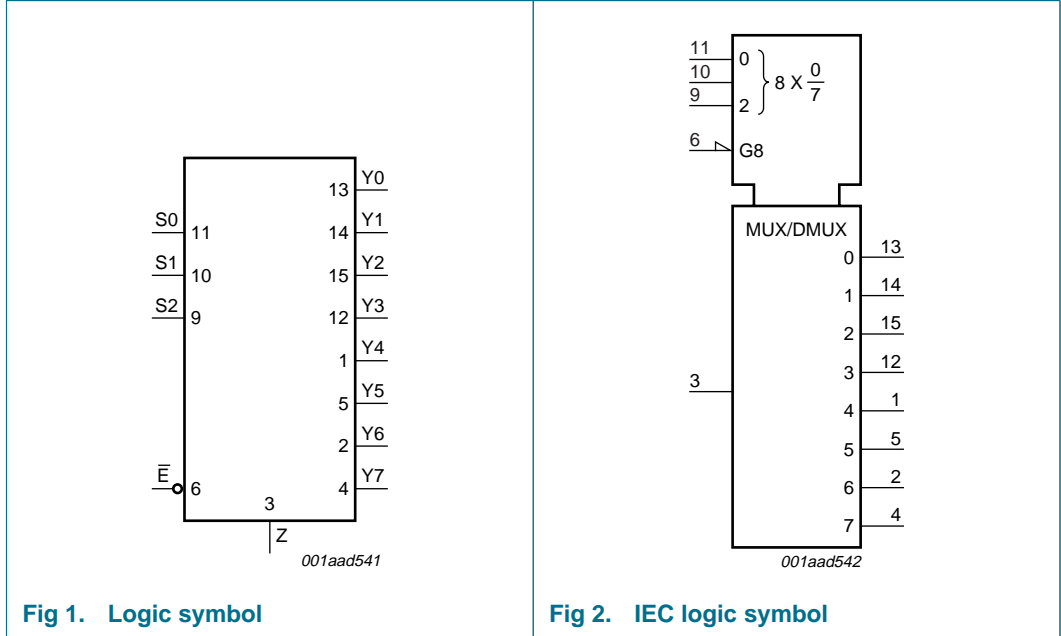 S0
11
S1
10
S2
9
E̅
6
13
Y0
14
Y1
15
Y2
12
Y3
1
Y4
5
Y5
2
Y6
4
Y7
3
Z
001aad541
Fig 1. Logic symbol
11
0
10
8 X 0/7
9
2
6
G8
MUX/DMUX
0
13
1
14
2
15
3
12
3
4
1
5
5
6
2
7
4
001aad542
Fig 2. IEC logic symbol